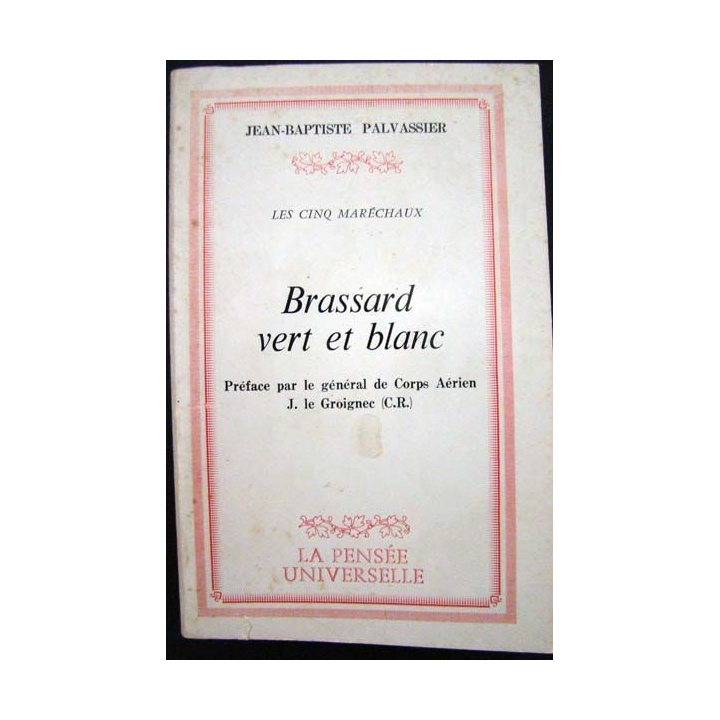 JEAN-BAPTISTE PALVASSIER
LES CINQ MARÉCHAUX
Brassard
vert et blanc
Préface par le général de Corps Aérien
J. le Groignec (C.R.)
LA PENSÉE
UNIVERSELLE